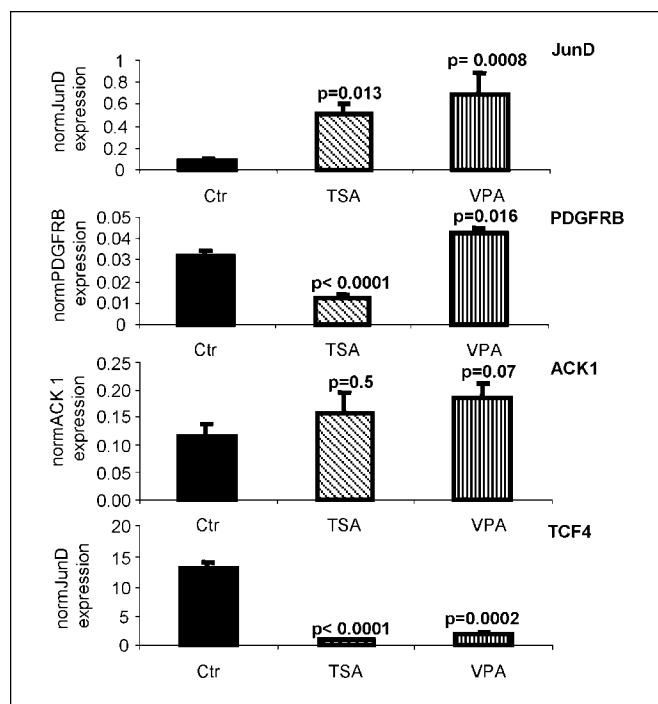 JunD
normJunD
expression
1
0.8
0.6
0.4
0.2
0
p=0.013
p= 0.0008
Ctr
TSA
VPA
PDGFRB
normPDGFRB
expression
0.05
0.04
0.03
0.02
0.01
0
p< 0.0001
p=0.016
Ctr
TSA
VPA
ACK1
normACK 1
expression
0.25
0.20
0.15
0.10
0.05
0.00
p=0.5
p=0.07
Ctr
TSA
VPA
TCF4
normJunD
expression
20
15
10
5
0
p< 0.0001
p=0.0002
Ctr
TSA
VPA